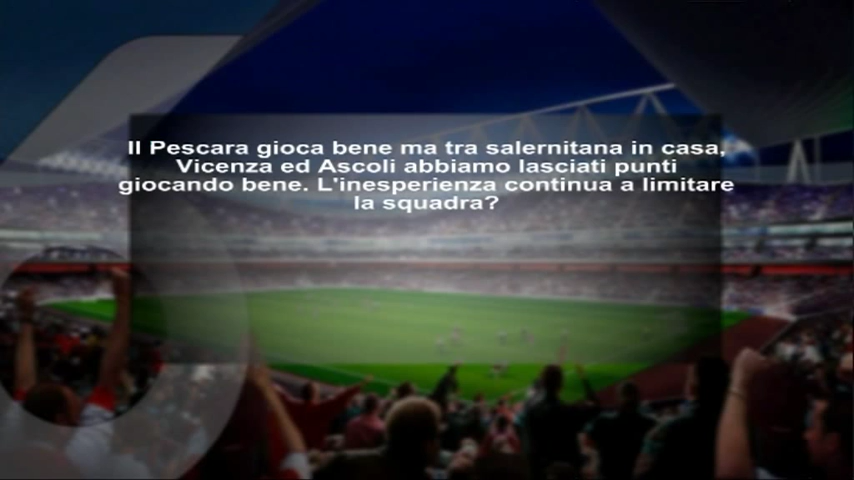 Il Pescara gioca bene ma tra salernitana in casa,
Vicenza ed Ascoli abbiamo lasciati punti
giocando bene. L'inesperienza continua a limitare
la squadra?